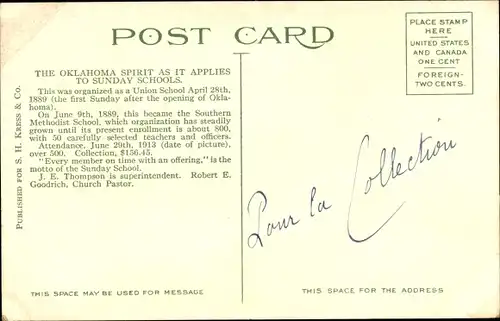 POST CARD
PLACE STAMP
HERE
UNITED STATES
AND CANADA
ONE CENT
FOREIGN-
TWO CENTS.
THE OKLAHOMA SPIRIT AS IT APPLIES
TO SUNDAY SCHOOLS.
This was organized as a Union School April 28th,
1889 (the first Sunday after the opening of Okla-
homa).
On June 9th, 1889, this became the Southern
Methodist School, which organization has steadily
grown until its present enrollment is about 800,
with 50 carefully selected teachers and officers.
Attendance, June 29th, 1913 (date of picture),
over 500. Collection, $156.45.
"Every member on time with an offering," is the
motto of the Sunday School.
J. E. Thompson is superintendent. Robert E.
Goodrich, Church Pastor.
PUBLISHED FOR S. H. KRESS & CO.
Pour la Collection
THIS SPACE MAY BE USED FOR MESSAGE
THIS SPACE FOR THE ADDRESS